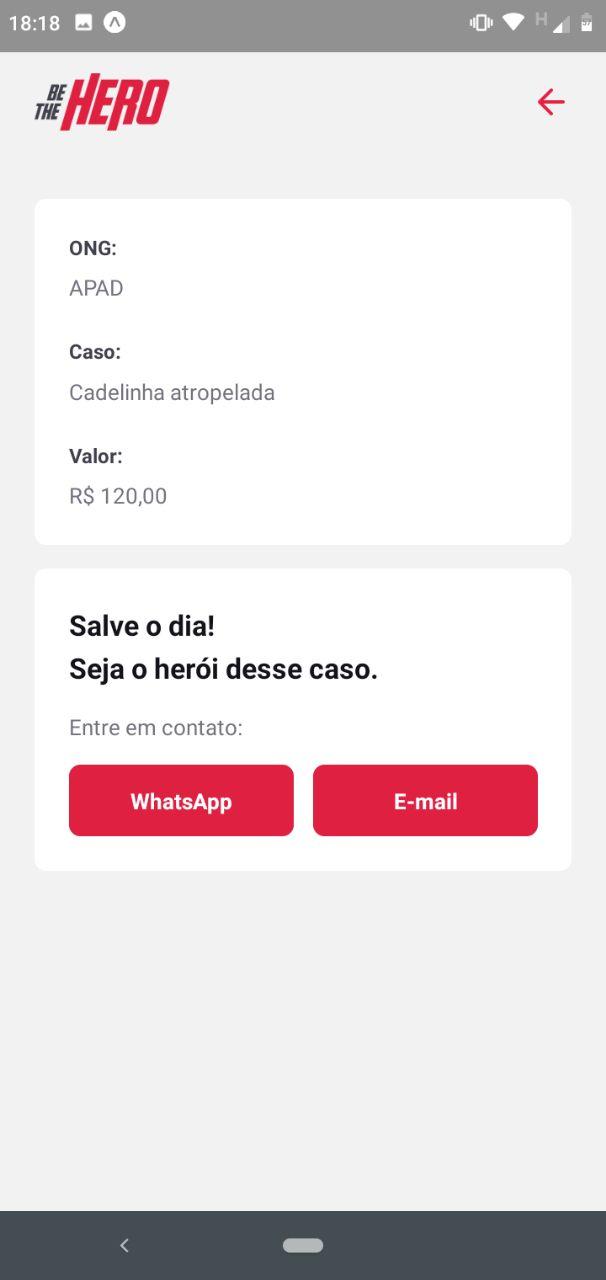 18:18
H
57
BE
THE HERO
ONG:
APAD
Caso:
Cadelinha atropelada
Valor:
R$ 120,00
Salve o dia!
Seja o herói desse caso.
Entre em contato:
WhatsApp
E-mail